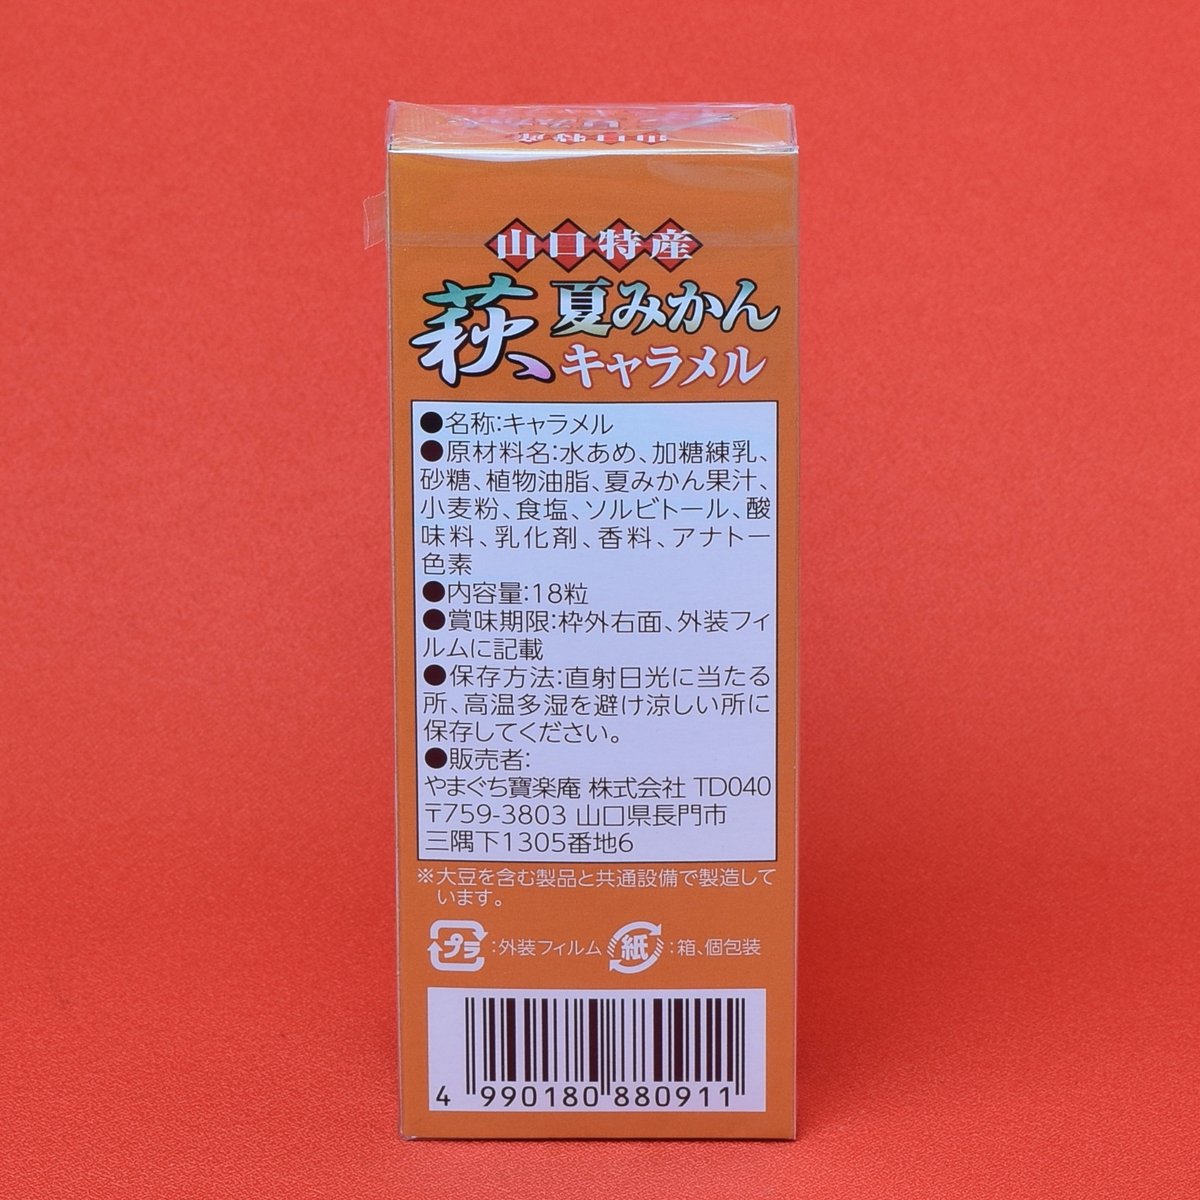 山口特産
山口特産
萩、夏みかん
キャラメル
●名称:キャラメル
●原材料名:水あめ、加糖練乳、
砂糖、植物油脂、夏みかん果汁、
小麦粉、食塩、ソルビトール、酸
味料、乳化剤、香料、アナトー
色素
●内容量:18粒
●賞味期限:枠外右面、外装フィ
ルムに記載
●保存方法:直射日光に当たる
所、高温多湿を避け涼しい所に
保存してください。
●販売者:
やまぐち寶楽庵 株式会社 TD040
〒759-3803 山口県長門市
三隅下1305番地6
※大豆を含む製品と共通設備で製造して
います。
プラ:外装フィルム 紙:箱、個包装
4 990180 880911